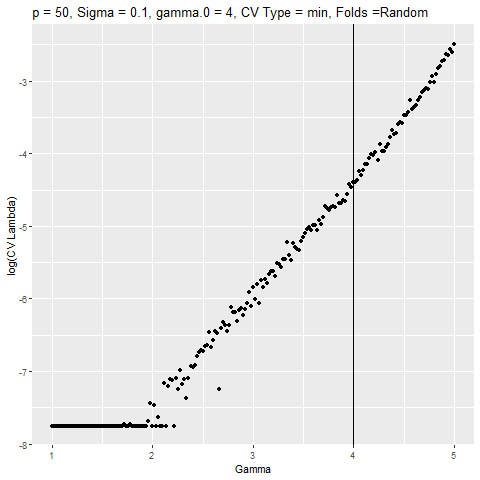 p = 50, Sigma = 0.1, gamma.0 = 4, CV Type = min, Folds =Random
-3
-4
-5
-6
-7
-8
log(CV Lambda)
1 2 3 4 5
Gamma